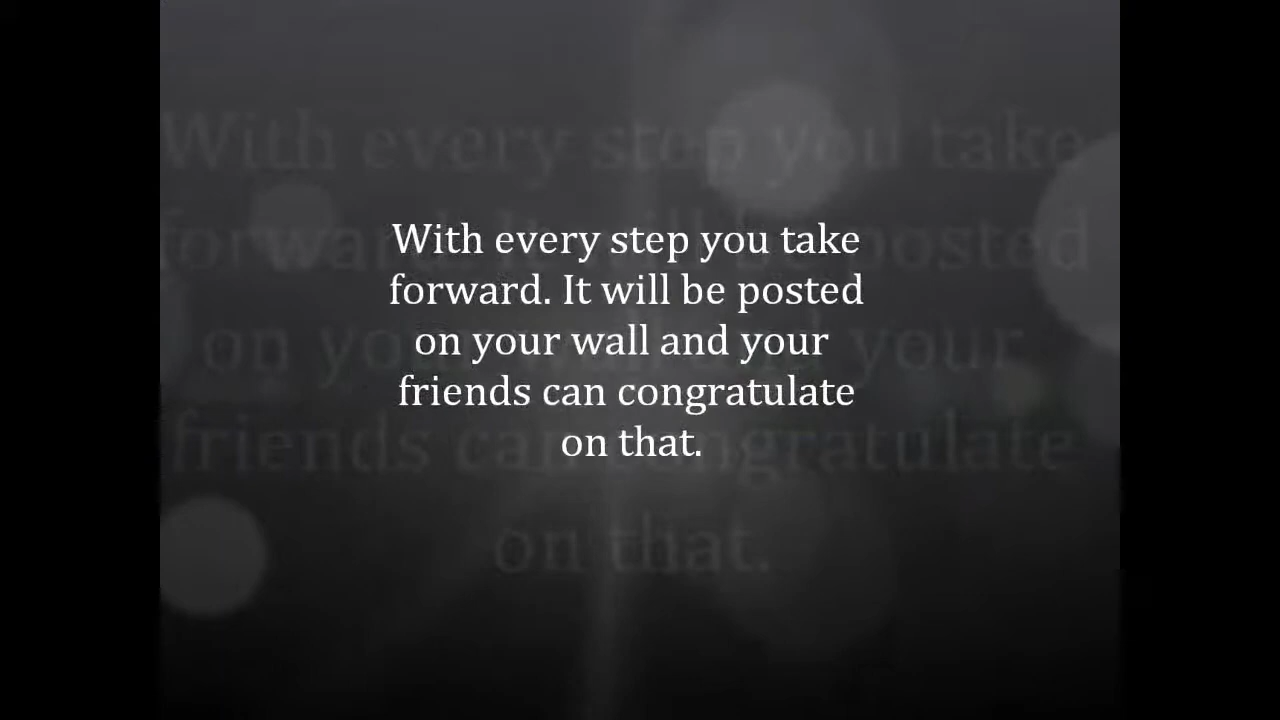 With every step you take
forward. It will be posted
on your wall and your
friends can congratulate
on that.